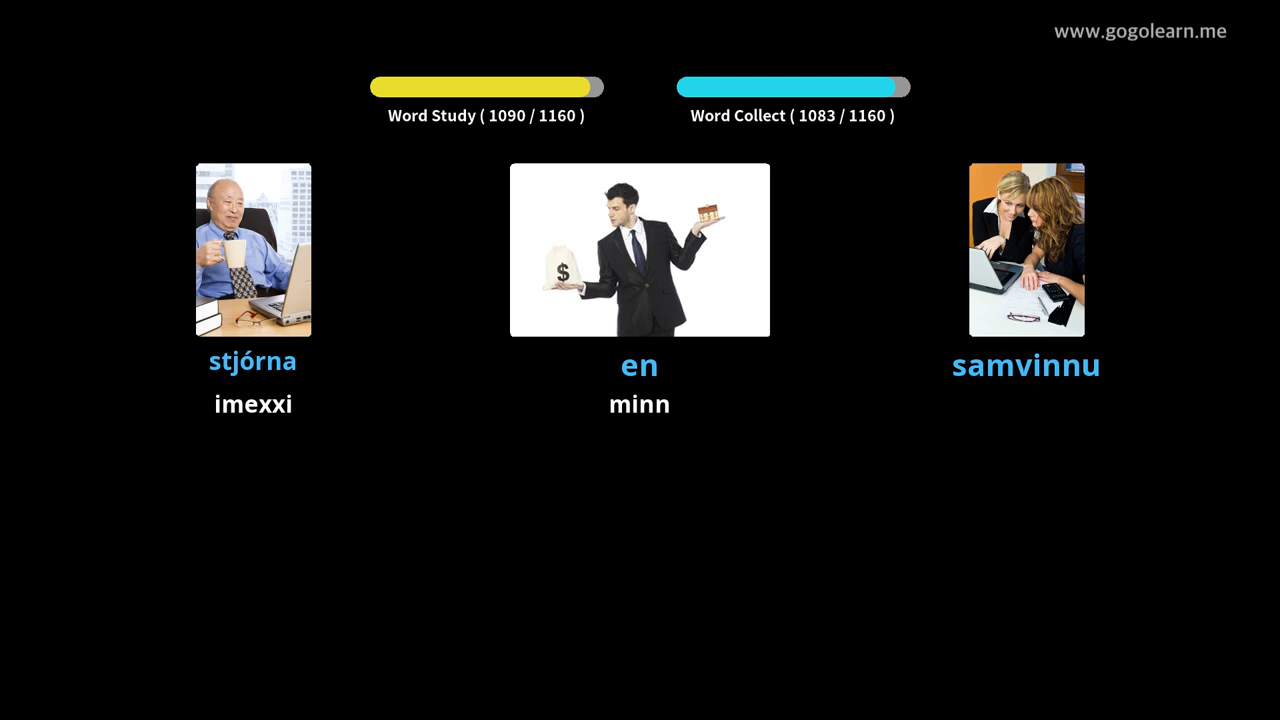 www.gogolearn.me
Word Study ( 1090 / 1160 )
Word Collect ( 1083 / 1160 )
stjórna
en
samvinnu
imexxi
minn
$